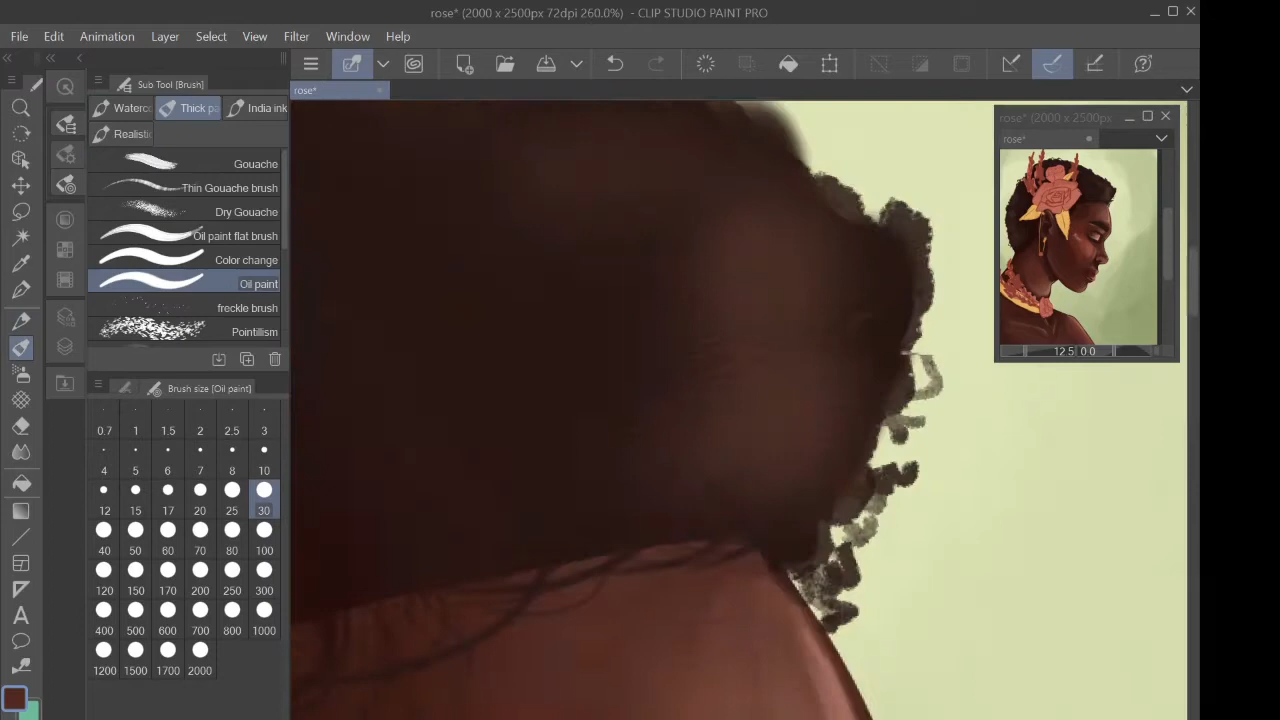 rose* (2000 x 2500px 72dpi 260.0%) - CLIP STUDIO PAINT PRO
File Edit Animation Layer Select View Filter Window Help
Sub Tool [Brush]
rose*
Waterco Thick pa India ink
Realistic
rose* (2000 x 2500px
rose*
Gouache
Thin Gouache brush
Dry Gouache
Oil paint flat brush
Color change
Oil paint
freckle brush
Pointilism
12.5 0.0
Brush size [Oil paint]
0.7 1 1.5 2 2.5 3
4 5 6 7 8 10
12 15 17 20 25 30
40 50 60 70 80 100
120 150 170 200 250 300
400 500 600 700 800 1000
1200 1500 1700 2000